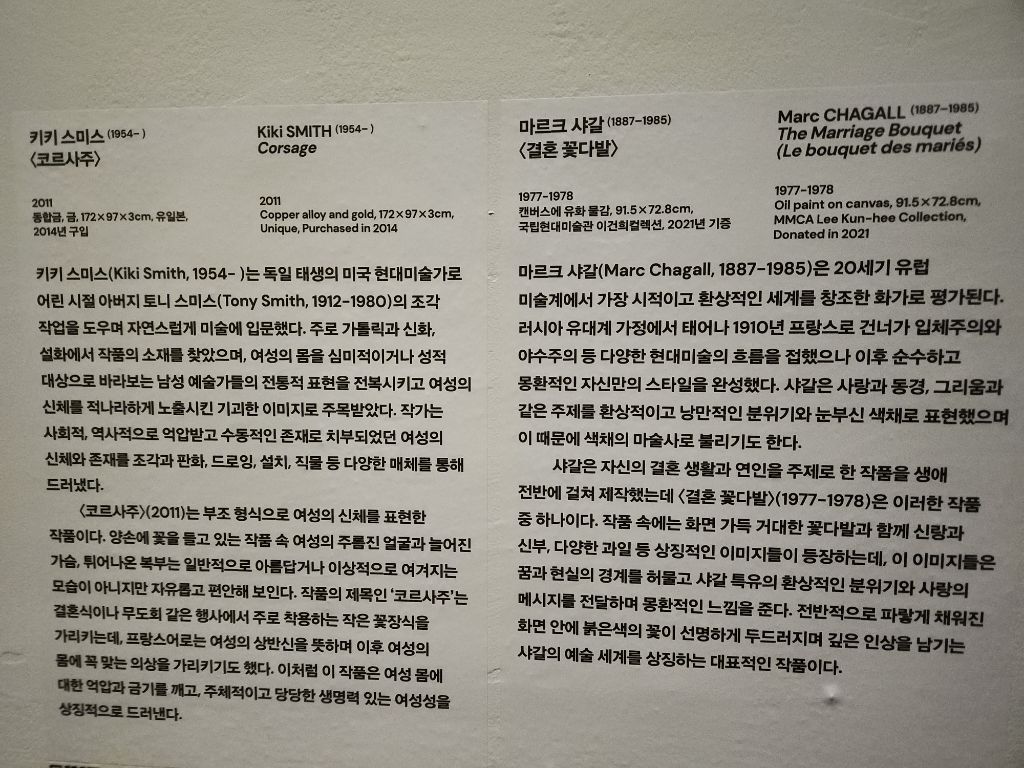 키키 스미스 (1954- )
〈코르사주〉
Kiki SMITH (1954- )
Corsage
2011
동합금, 금, 172×97×3cm, 유일본,
2014년 구입
2011
Copper alloy and gold, 172×97×3cm,
Unique, Purchased in 2014
키키 스미스(Kiki Smith, 1954- )는 독일 태생의 미국 현대미술가로
어린 시절 아버지 토니 스미스(Tony Smith, 1912-1980)의 조각
작업을 도우며 자연스럽게 미술에 입문했다. 주로 가톨릭과 신화,
설화에서 작품의 소재를 찾았으며, 여성의 몸을 심미적이거나 성적
대상으로 바라보는 남성 예술가들의 전통적 표현을 전복시키고 여성의
신체를 적나라하게 노출시킨 기괴한 이미지로 주목받았다. 작가는
사회적, 역사적으로 억압받고 수동적인 존재로 치부되었던 여성의
신체와 존재를 조각과 판화, 드로잉, 설치, 직물 등 다양한 매체를 통해
드러냈다.
〈코르사주〉(2011)는 부조 형식으로 여성의 신체를 표현한
작품이다. 양손에 꽃을 들고 있는 작품 속 여성의 주름진 얼굴과 늘어진
가슴, 튀어나온 복부는 일반적으로 아름답거나 이상적으로 여겨지는
모습이 아니지만 자유롭고 편안해 보인다. 작품의 제목인 '코르사주'는
결혼식이나 무도회 같은 행사에서 주로 착용하는 작은 꽃장식을
가리키는데, 프랑스어로는 여성의 상반신을 뜻하며 이후 여성의
몸에 꼭 맞는 의상을 가리키기도 했다. 이처럼 이 작품은 여성 몸에
대한 억압과 금기를 깨고, 주체적이고 당당한 생명력 있는 여성성을
상징적으로 드러낸다.
마르크 샤갈 (1887-1985)
〈결혼 꽃다발〉
Marc CHAGALL (1887-1985)
The Marriage Bouquet
(Le bouquet des mariés)
1977-1978
캔버스에 유화 물감, 91.5×72.8cm,
국립현대미술관 이건희컬렉션, 2021년 기증
1977-1978
Oil paint on canvas, 91.5×72.8cm,
MMCA Lee Kun-hee Collection,
Donated in 2021
마르크 샤갈(Marc Chagall, 1887-1985)은 20세기 유럽
미술계에서 가장 시적이고 환상적인 세계를 창조한 화가로 평가된다.
러시아 유대계 가정에서 태어나 1910년 프랑스로 건너가 입체주의와
야수주의 등 다양한 현대미술의 흐름을 접했으나 이후 순수하고
몽환적인 자신만의 스타일을 완성했다. 샤갈은 사랑과 동경, 그리움과
같은 주제를 환상적이고 낭만적인 분위기와 눈부신 색채로 표현했으며
이 때문에 색채의 마술사로 불리기도 한다.
샤갈은 자신의 결혼 생활과 연인을 주제로 한 작품을 생애
전반에 걸쳐 제작했는데 〈결혼 꽃다발〉(1977-1978)은 이러한 작품
중 하나이다. 작품 속에는 화면 가득 거대한 꽃다발과 함께 신랑과
신부, 다양한 과일 등 상징적인 이미지들이 등장하는데, 이 이미지들은
꿈과 현실의 경계를 허물고 샤갈 특유의 환상적인 분위기와 사랑의
메시지를 전달하며 몽환적인 느낌을 준다. 전반적으로 파랗게 채워진
화면 안에 붉은색의 꽃이 선명하게 두드러지며 깊은 인상을 남기는
샤갈의 예술 세계를 상징하는 대표적인 작품이다.